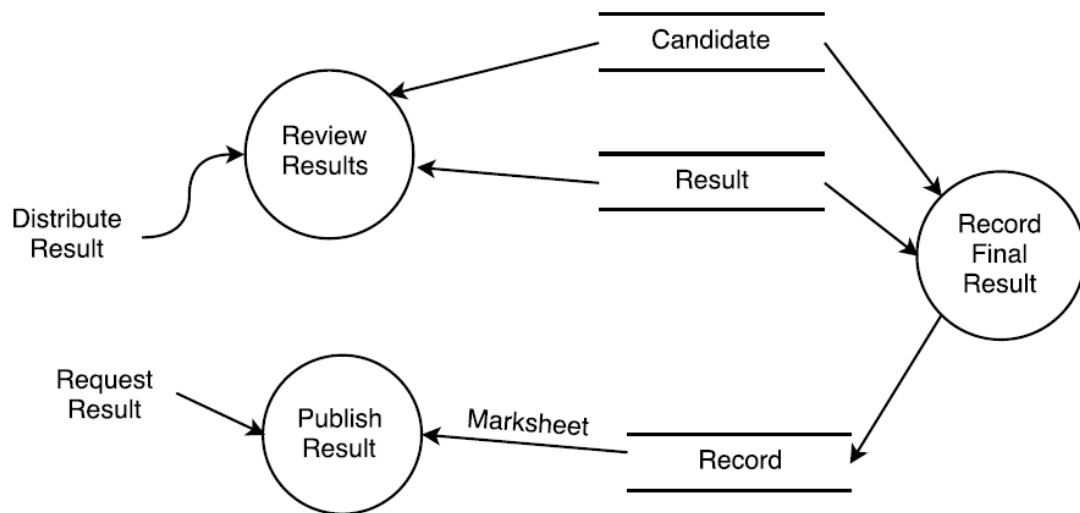 Candidate
Review
Results
Result
Distribute
Result
Record
Final
Result
Request
Result
Publish
Result
Marksheet
Record